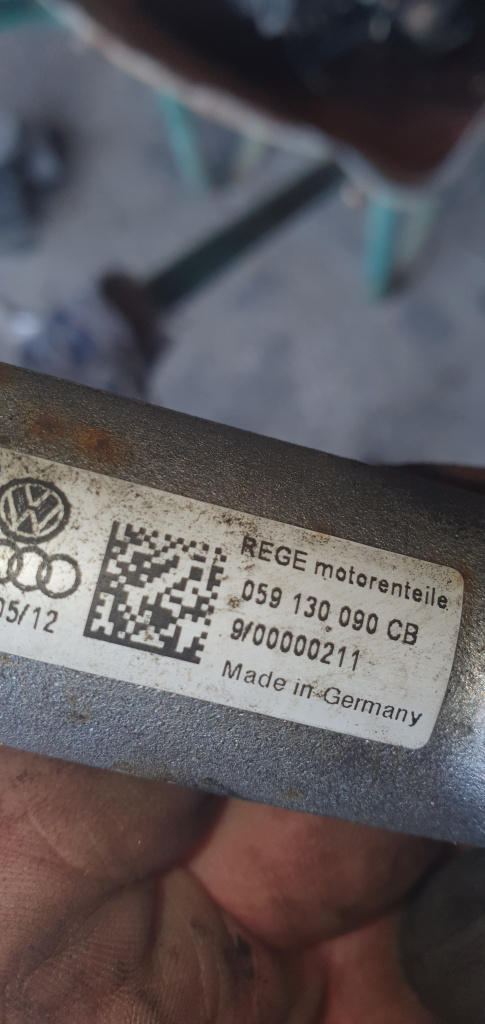 REGE motorenteile
059 130 090 CB
9/00000211
Made in Germany
05/12